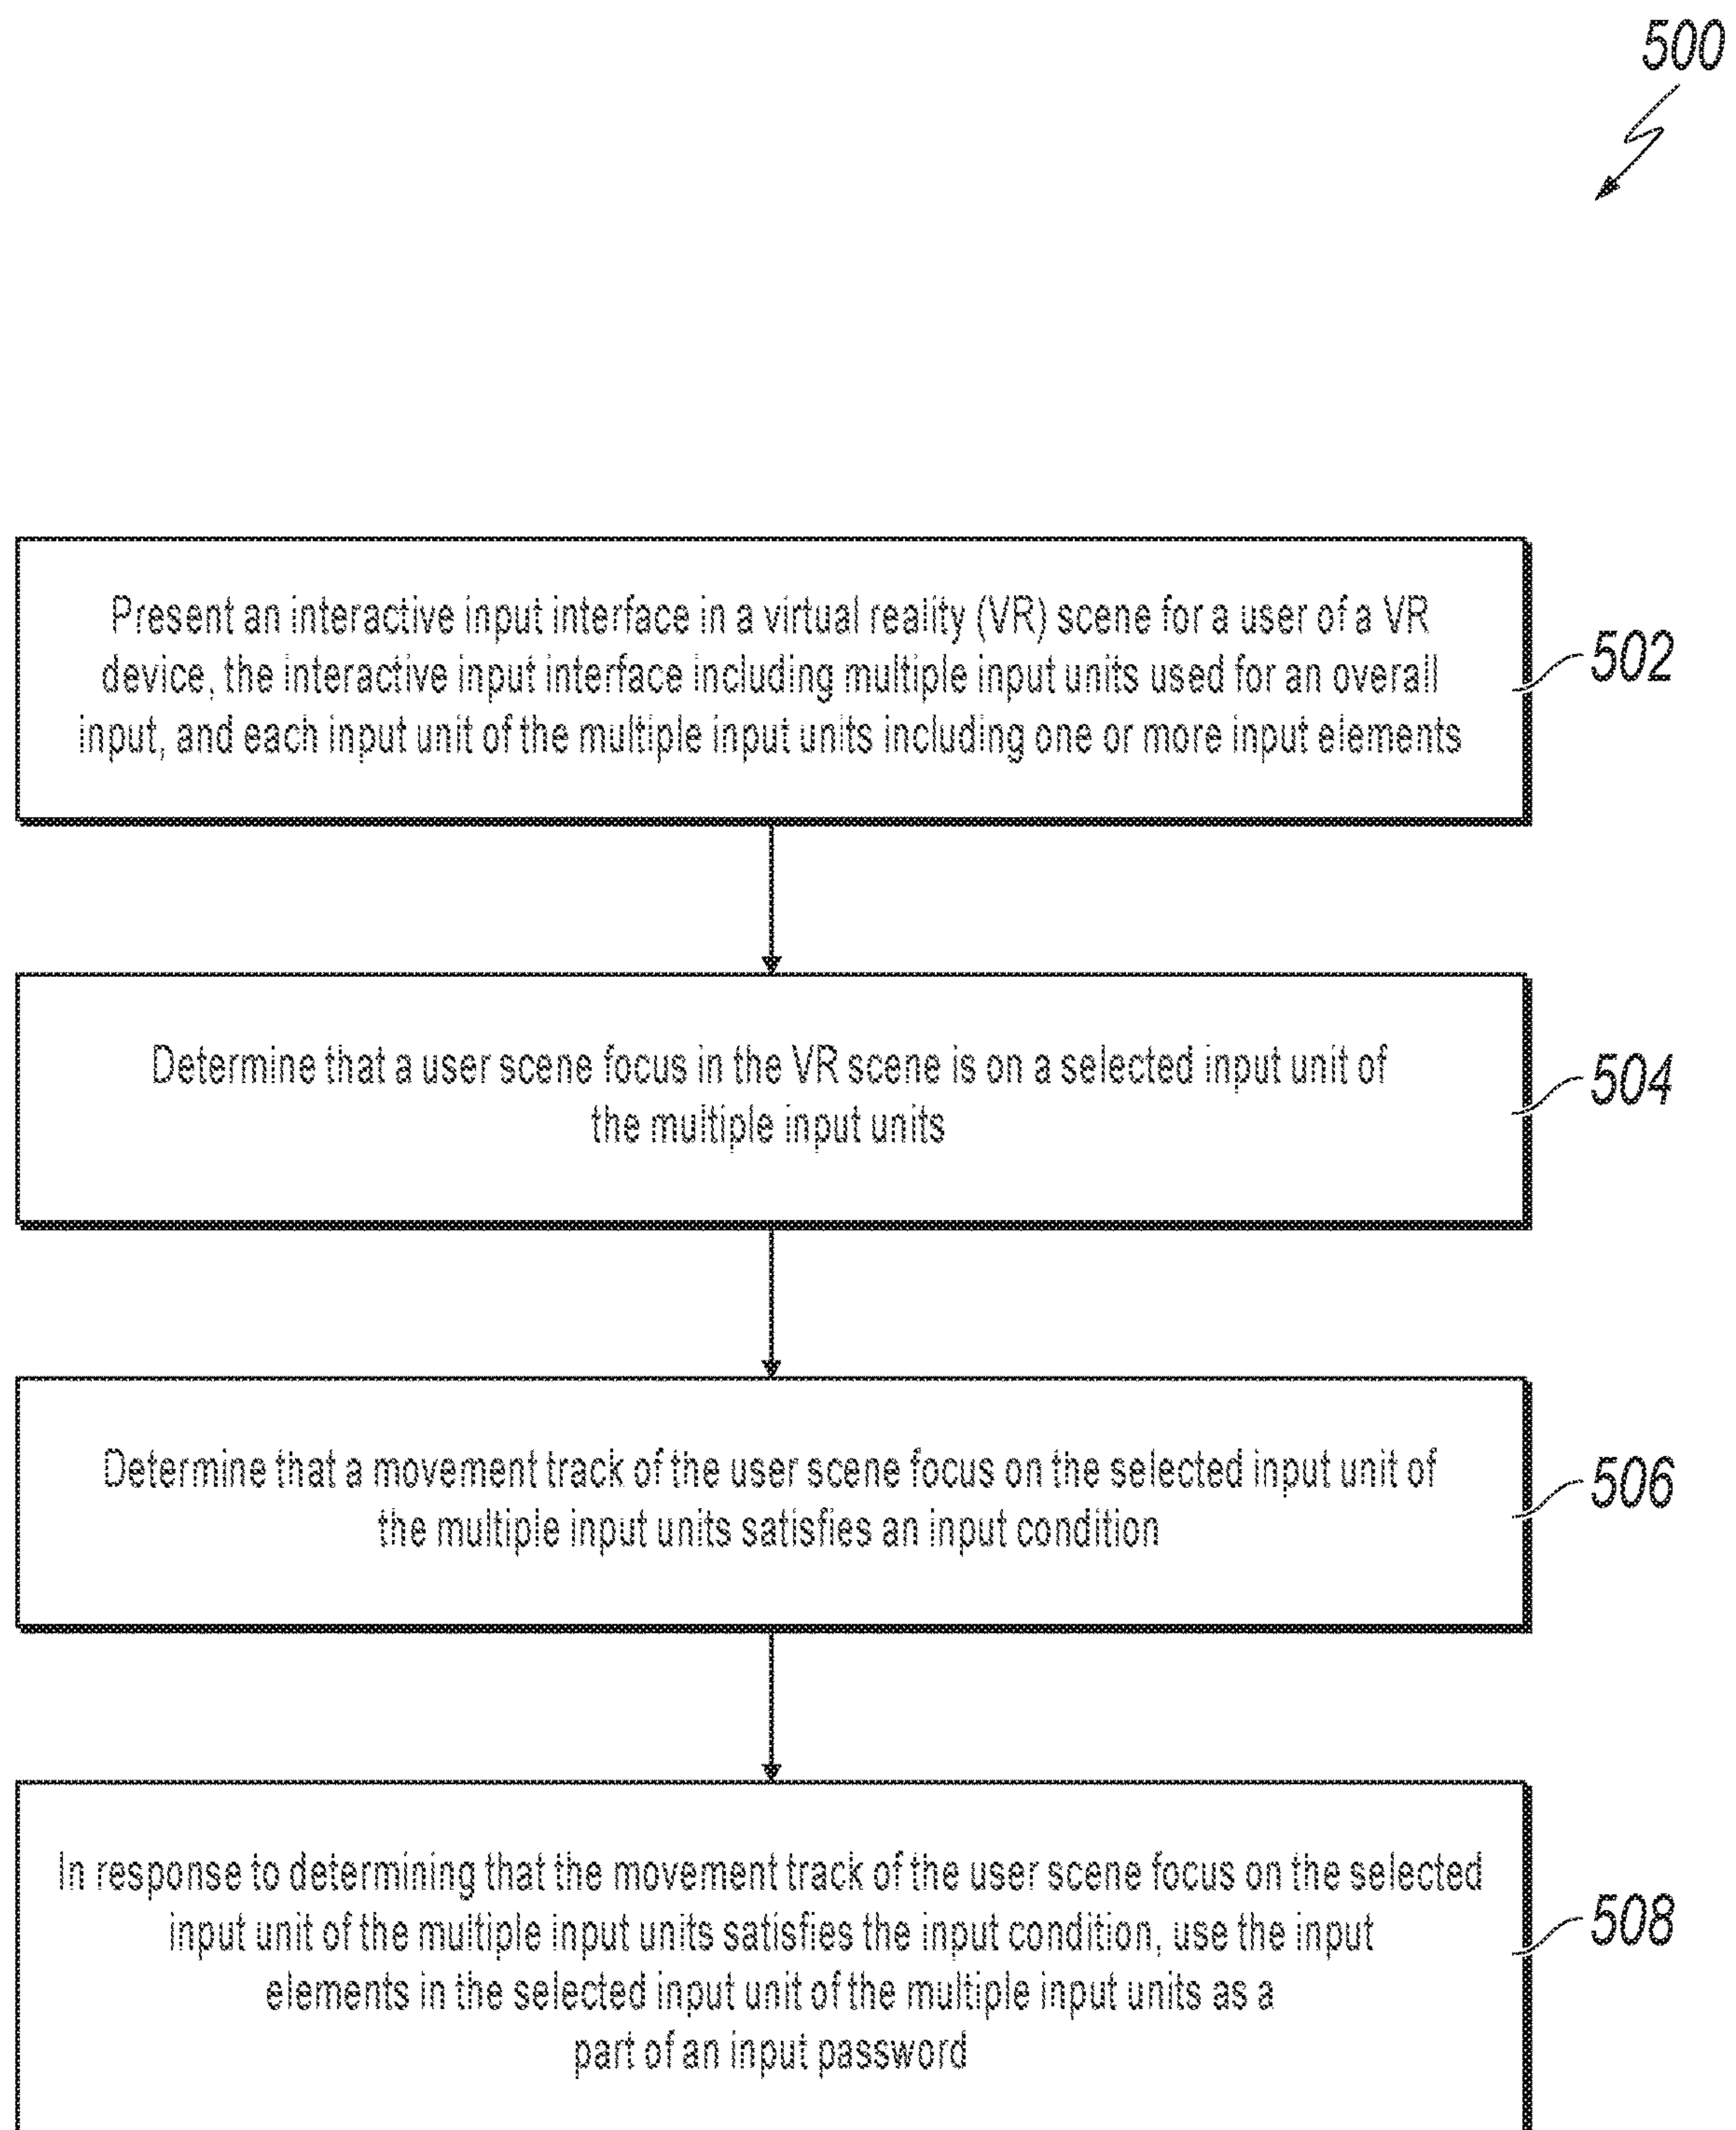 500
Present an interactive input interface in a virtual reality (VR) scene for a user of a VR
device, the interactive input interface including multiple input units used for an overall
input, and each input unit of the multiple input units including one or more input elements
502
Determine that a user scene focus in the VR scene is on a selected input unit of
the multiple input units
504
Determine that a movement track of the user scene focus on the selected input unit of
the multiple input units satisfies an input condition
506
In response to determining that the movement track of the user scene focus on the selected
input unit of the multiple input units satisfies the input condition, use the input
elements in the selected input unit of the multiple input units as a
part of an input password
508